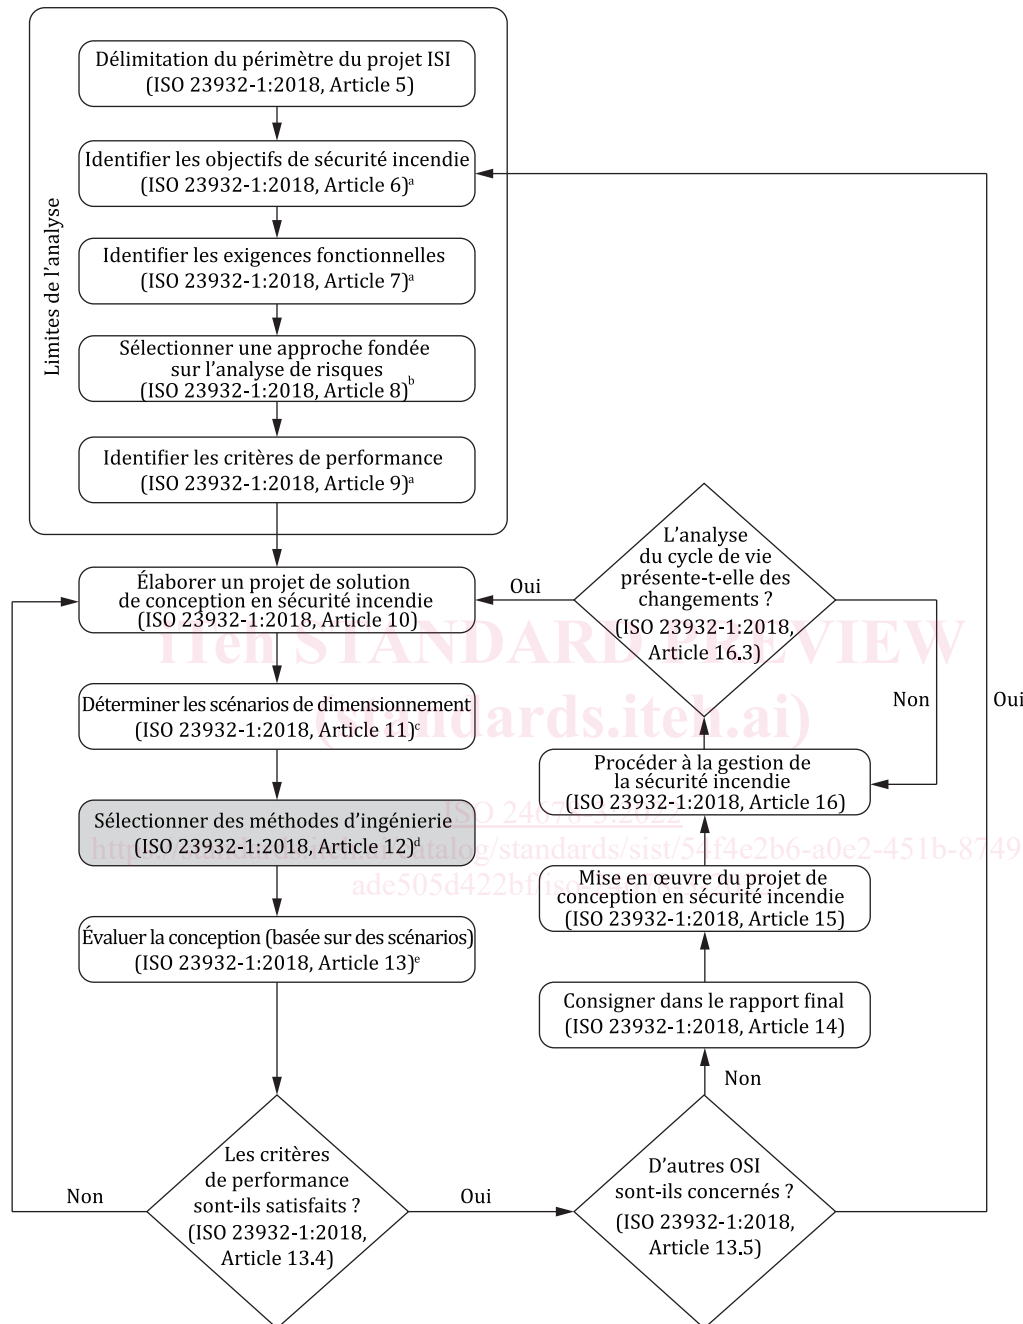 Limites de l'analyse
Délimitation du périmètre du projet ISI
(ISO 23932-1:2018, Article 5)
Identifier les objectifs de sécurité incendie
(ISO 23932-1:2018, Article 6)a
Identifier les exigences fonctionnelles
(ISO 23932-1:2018, Article 7)a
Sélectionner une approche fondée
sur l'analyse de risques
(ISO 23932-1:2018, Article 8)b
Identifier les critères de performance
(ISO 23932-1:2018, Article 9)a
Élaborer un projet de solution
de conception en sécurité incendie
(ISO 23932-1:2018, Article 10)
Déterminer les scénarios de dimensionnement
(ISO 23932-1:2018, Article 11)c
Sélectionner des méthodes d'ingénierie
(ISO 23932-1:2018, Article 12)d
Évaluer la conception (basée sur des scénarios)
(ISO 23932-1:2018, Article 13)e
Les critères
de performance
sont-ils satisfaits ?
(ISO 23932-1:2018,
Article 13.4)
Non
Oui
D'autres OSI
sont-ils concernés ?
(ISO 23932-1:2018,
Article 13.5)
Non
Oui
Consigner dans le rapport final
(ISO 23932-1:2018, Article 14)
Mise en œuvre du projet de
conception en sécurité incendie
(ISO 23932-1:2018, Article 15)
Procéder à la gestion de
la sécurité incendie
(ISO 23932-1:2018, Article 16)
L'analyse
du cycle de vie
présente-t-elle des
changements ?
(ISO 23932-1:2018,
Article 16.3)
Oui
Non
iTeh STANDARD PREVIEW
(standards.iteh.ai)